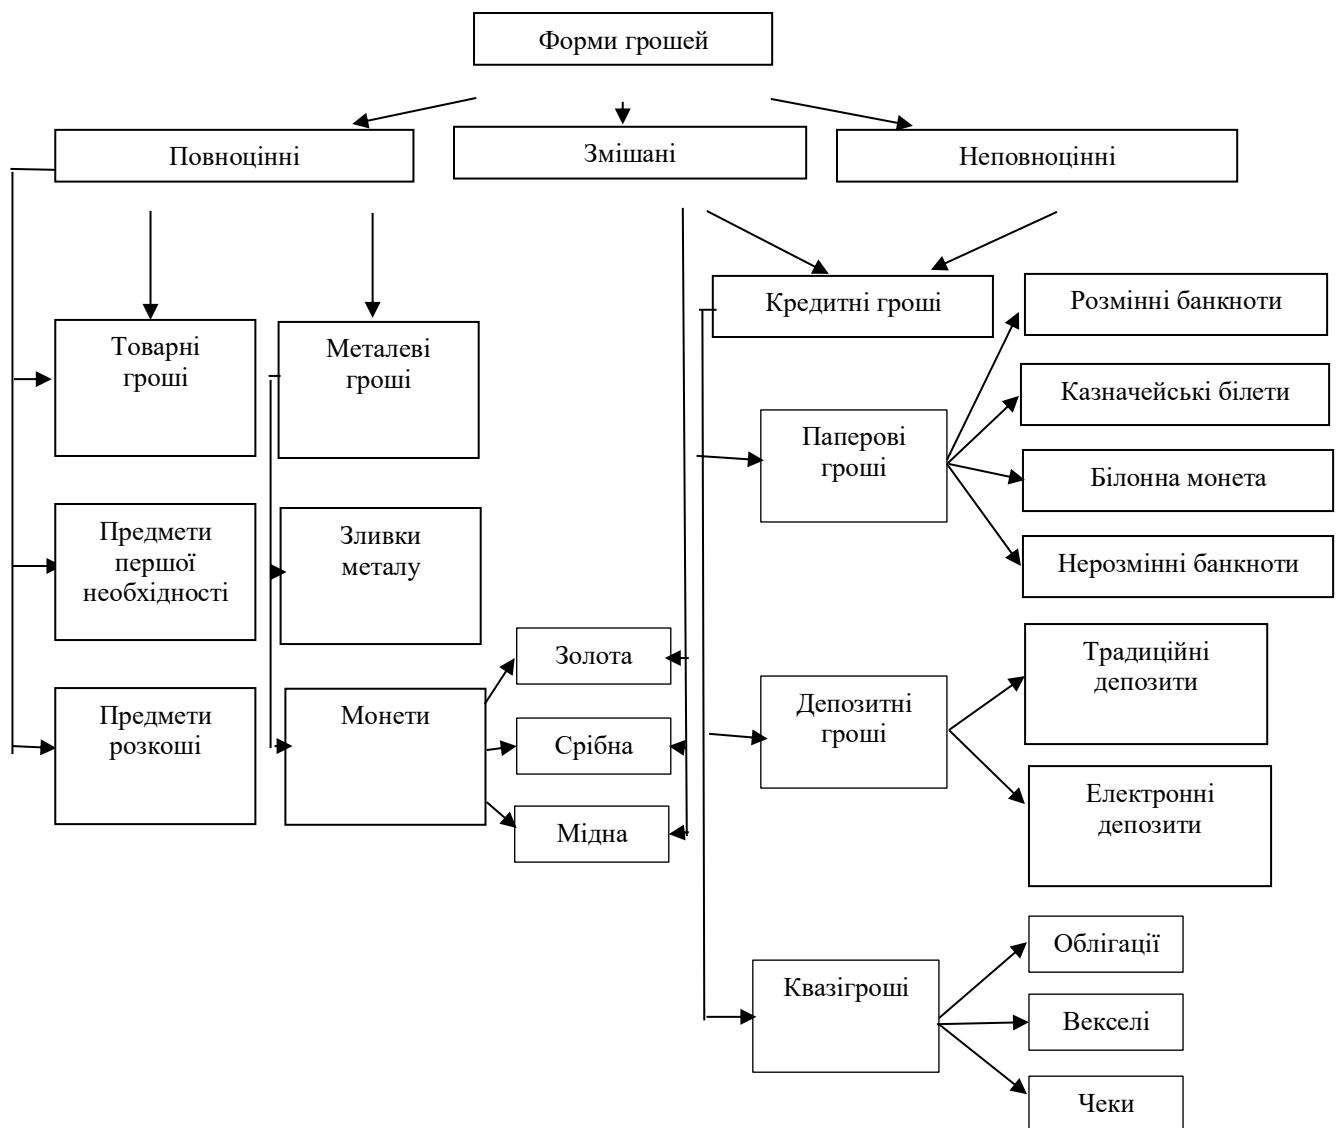 Форми грошей
Повноцінні
Змішані
Неповноцінні
Товарні
гроші
Металеві
гроші
Кредитні гроші
Розмінні банкноти
Казначейські білети
Паперові
гроші
Білонна монета
Нерозмінні банкноти
Предмети
першої
необхідності
Зливки
металу
Золота
Срібна
Мідна
Предмети
розкоші
Монети
Депозитні
гроші
Традиційні
депозити
Електронні
депозити
Квазігроші
Облігації
Векселі
Чеки